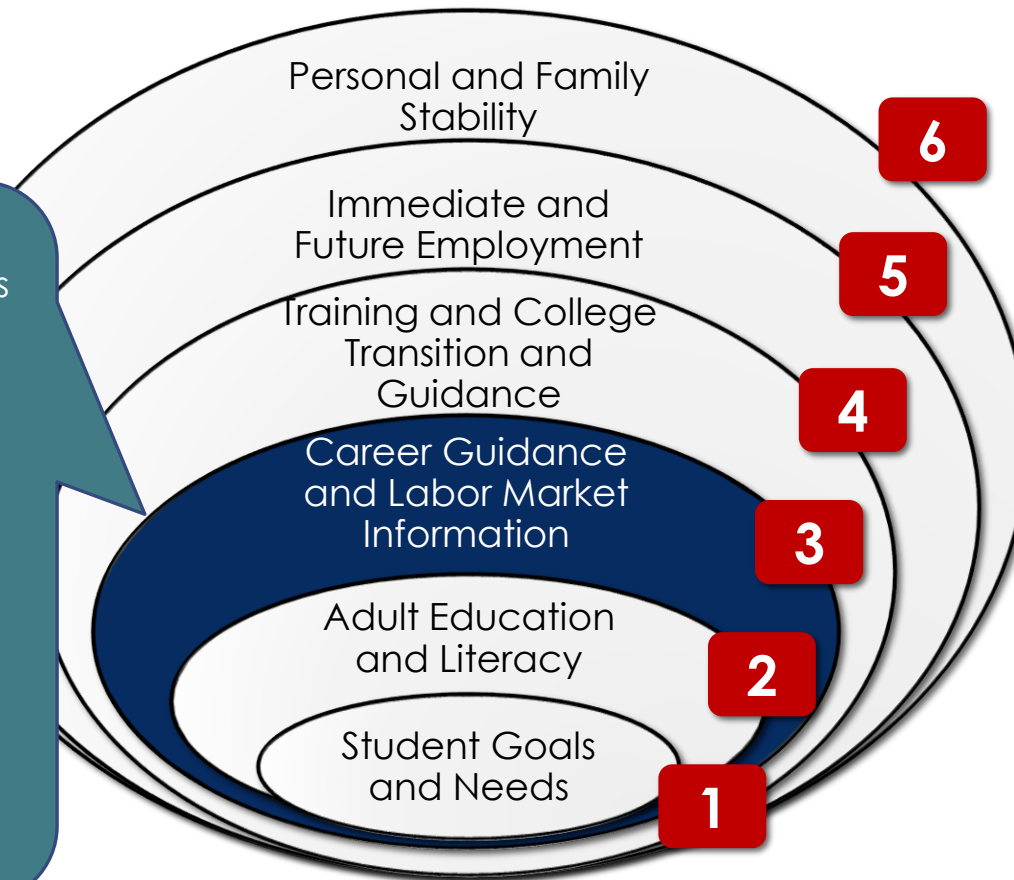 Personal and Family
Stability
6
Immediate and
Future Employment
5
s
Training and College
Transition and
Guidance
4
Career Guidance
and Labor Market
Information
3
Adult Education
and Literacy
2
Student Goals
and Needs
1